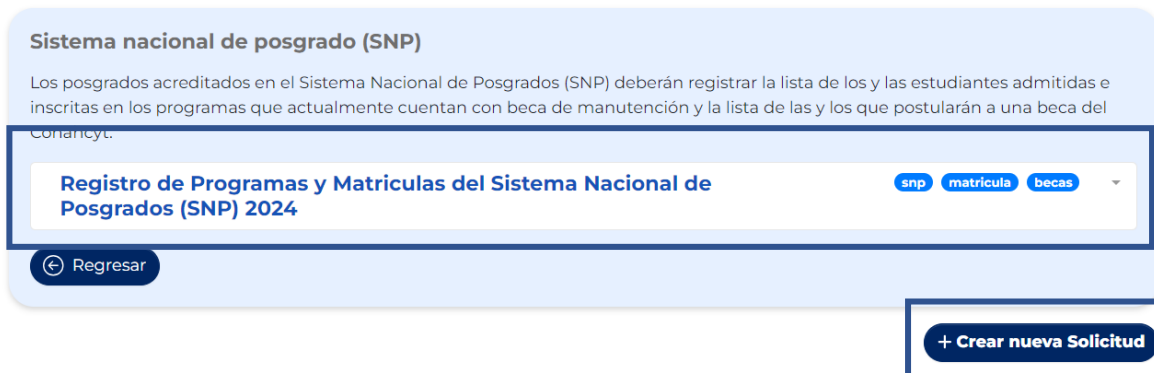 Sistema nacional de posgrado (SNP)
Los posgrados acreditados en el Sistema Nacional de Posgrados (SNP) deberán registrar la lista de los y las estudiantes admitidas e
inscritas en los programas que actualmente cuentan con beca de manutención y la lista de las y los que postularán a una beca del
Conahcyt.
Registro de Programas y Matriculas del Sistema Nacional de
Posgrados (SNP) 2024
snp matricula becas
Regresar
+ Crear nueva Solicitud